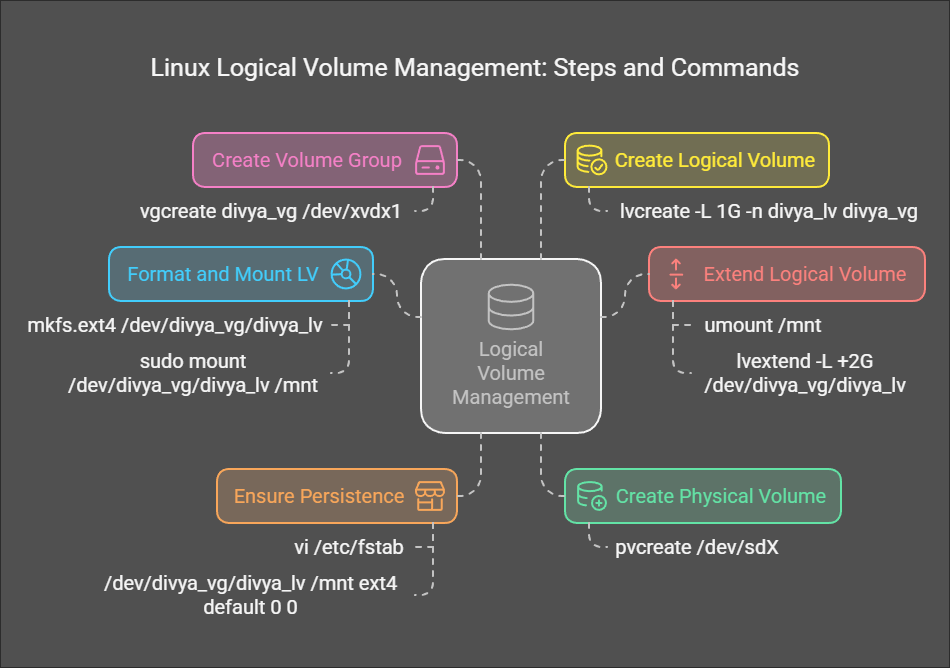 Linux Logical Volume Management: Steps and Commands
Create Volume Group
vgcreate divya_vg /dev/xvdx1
Create Logical Volume
lvcreate -L 1G -n divya_lv divya_vg
Format and Mount LV
mkfs.ext4 /dev/divya_vg/divya_lv
sudo mount
/dev/divya_vg/divya_lv /mnt
Logical
Volume
Management
Extend Logical Volume
umount /mnt
lvextend -L +2G
/dev/divya_vg/divya_lv
Ensure Persistence
vi /etc/fstab
/dev/divya_vg/divya_lv /mnt ext4
default 0 0
Create Physical Volume
pvcreate /dev/sdX